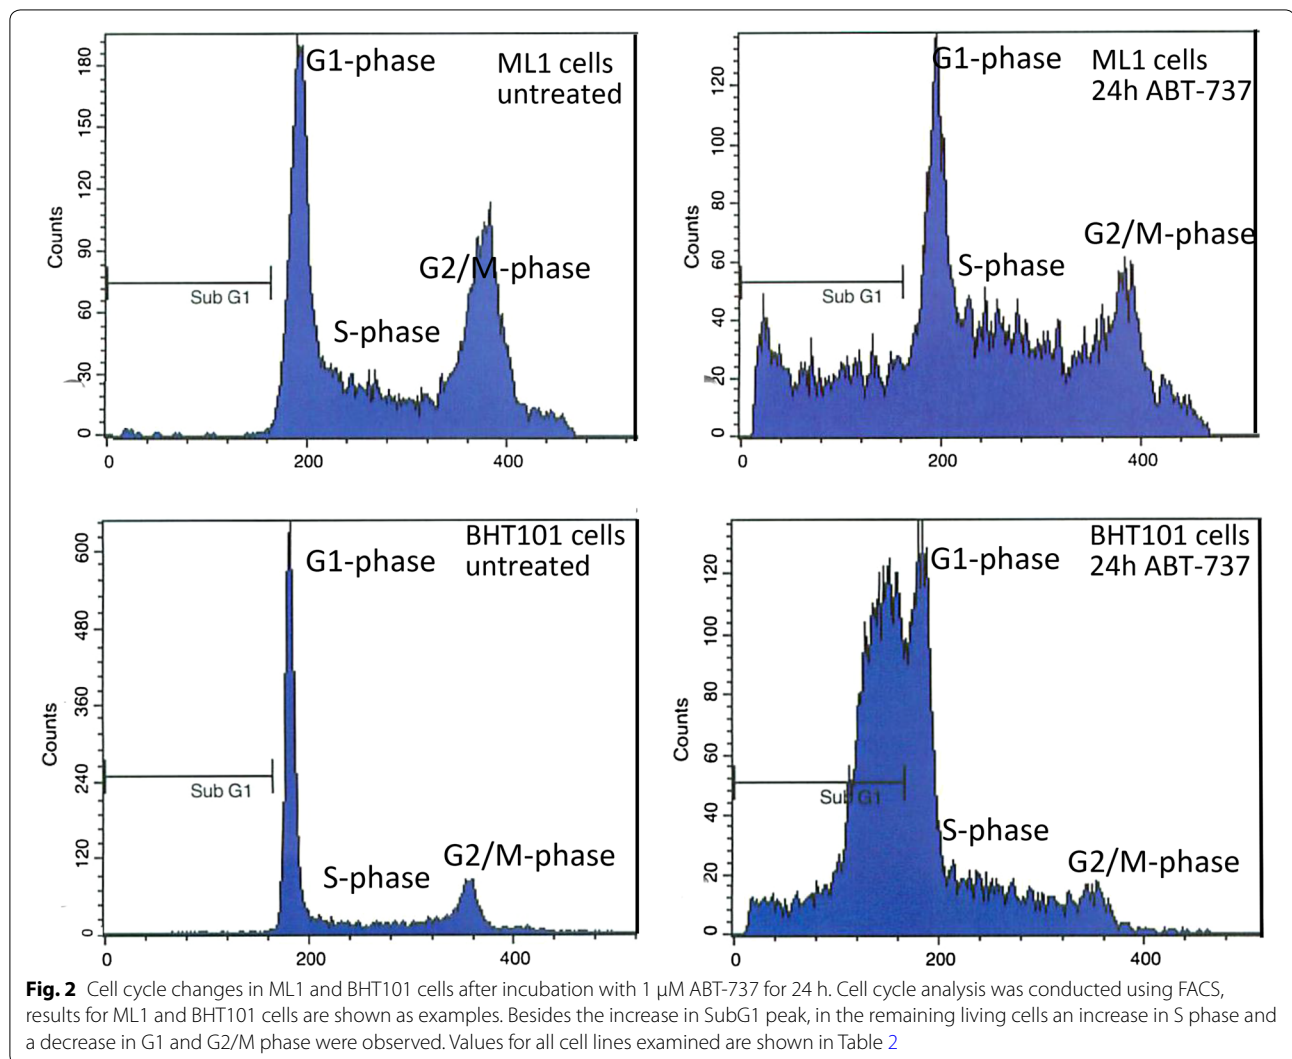 G1-phase
ML1 cells
untreated
G2/M-phase
S-phase
Sub G1
Counts
0
30
60
90
120
150
180
0
200
400
G1-phase
ML1 cells
24h ABT-737
G2/M-phase
S-phase
Sub G1
Counts
0
20
40
60
80
100
120
0
200
400
BHT101 cells
untreated
G1-phase
S-phase
G2/M-phase
Sub G1
Counts
0
120
240
360
480
600
0
200
400
BHT101 cells
24h ABT-737
G1-phase
S-phase
G2/M-phase
Sub G1
Counts
0
20
40
60
80
100
120
0
200
400
Fig. 2 Cell cycle changes in ML1 and BHT101 cells after incubation with 1 µM ABT-737 for 24 h. Cell cycle analysis was conducted using FACS,
results for ML1 and BHT101 cells are shown as examples. Besides the increase in SubG1 peak, in the remaining living cells an increase in S phase and
a decrease in G1 and G2/M phase were observed. Values for all cell lines examined are shown in Table 2